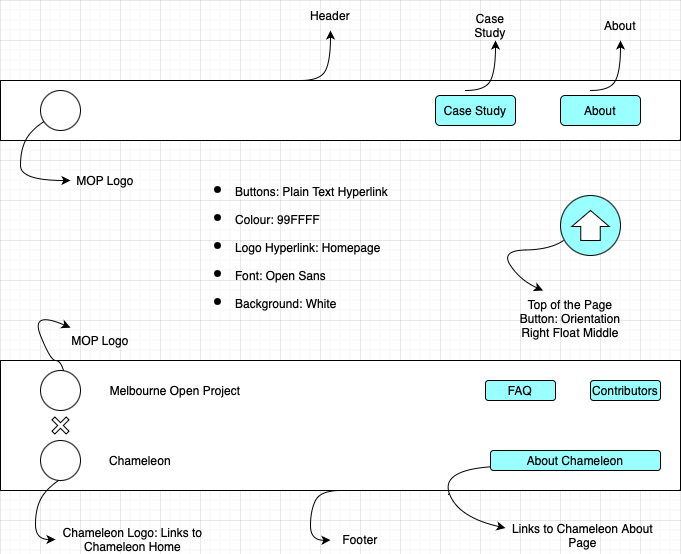 Header
Case
Study
About
Case Study
About
MOP Logo
Buttons: Plain Text Hyperlink
Colour: 99FFFF
Logo Hyperlink: Homepage
Font: Open Sans
Background: White
Top of the Page
Button: Orientation
Right Float Middle
MOP Logo
Melbourne Open Project
FAQ
Contributors
Chameleon
About Chameleon
Chameleon Logo: Links to
Chameleon Home
Footer
Links to Chameleon About
Page